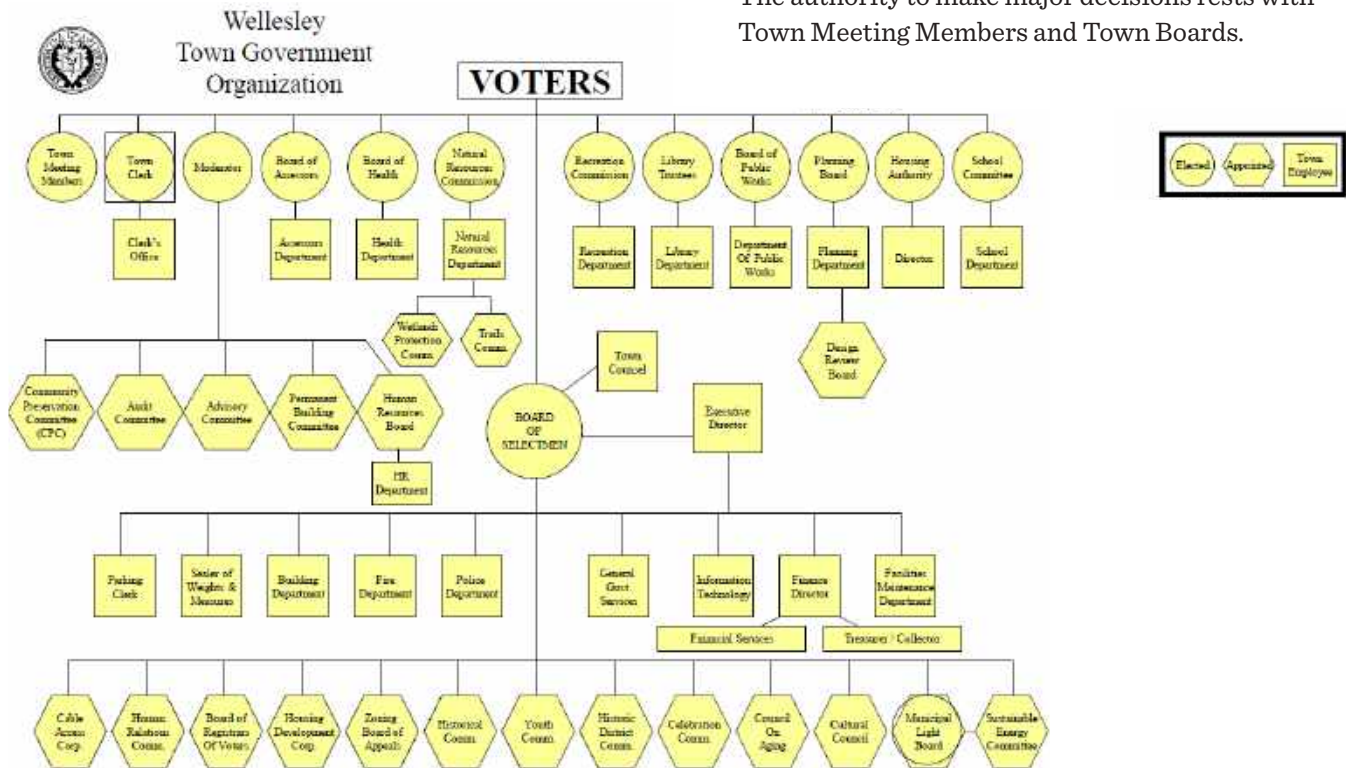 The authority to make major decisions rests with
Town Meeting Members and Town Boards.
Wellesley
Town Government
Organization
VOTERS
Town
Meeting
Members
Town
Clerk
Moderator
Board of
Assessors
Board of
Health
Natural
Resources
Commission
Recreation
Commission
Library
Trustees
Board of
Public
Works
Planning
Board
Housing
Authority
School
Committee
Elected
Appointed
Town
Employee
Clerk's
Office
Assessors
Department
Health
Department
Natural
Resources
Department
Recreation
Department
Library
Department
Department
Of Public
Works
Planning
Department
Director
School
Department
Wetlands
Protection
Comm.
Trails
Comm.
Town
Counsel
Design
Review
Board
Community
Preservation
Committee
(CPC)
Audit
Committee
Advisory
Committee
Permanent
Building
Committee
Human
Resources
Board
BOARD
OF
SELECTMEN
Executive
Director
HR
Department
Parking
Clerk
Sealer of
Weights &
Measures
Building
Department
Fire
Department
Police
Department
General
Govt.
Services
Information
Technology
Finance
Director
Facilities
Maintenance
Department
Financial Services
Treasurer / Collector
Cable
Access
Corp.
Human
Relations
Comm.
Board of
Registrars
Of Voters
Housing
Development
Corp.
Zoning
Board of
Appeals
Historical
Comm.
Youth
Comm.
Historic
District
Comm.
Celebration
Comm.
Council
On
Aging
Cultural
Council
Municipal
Light
Board
Sustainable
Energy
Committee